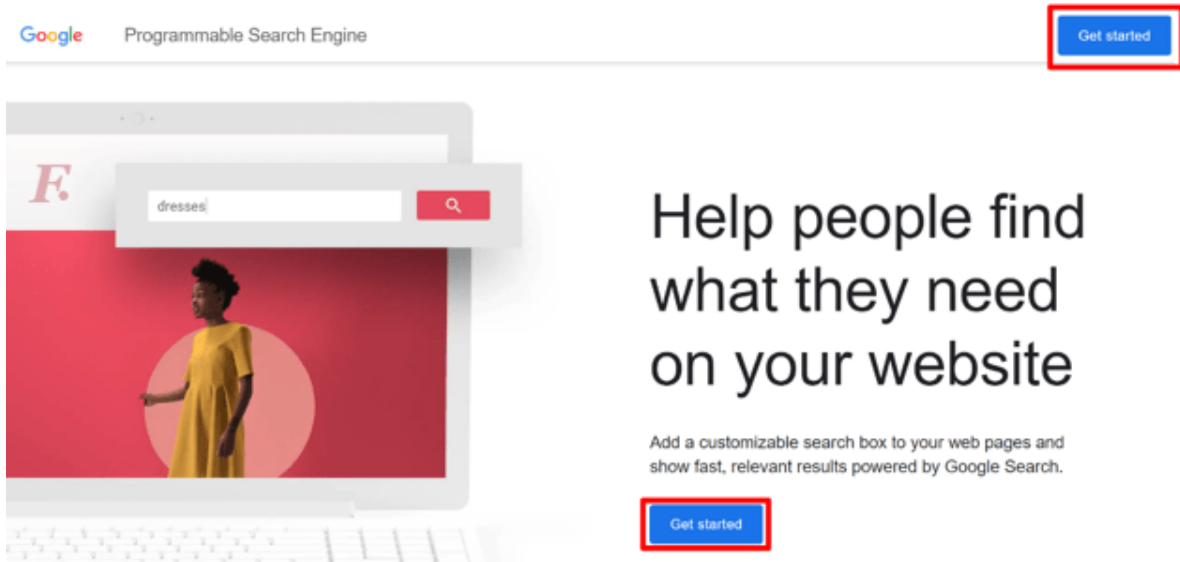 Google Programmable Search Engine Get started
F.
dresses
Help people find
what they need
on your website
Add a customizable search box to your web pages and
show fast, relevant results powered by Google Search.
Get started